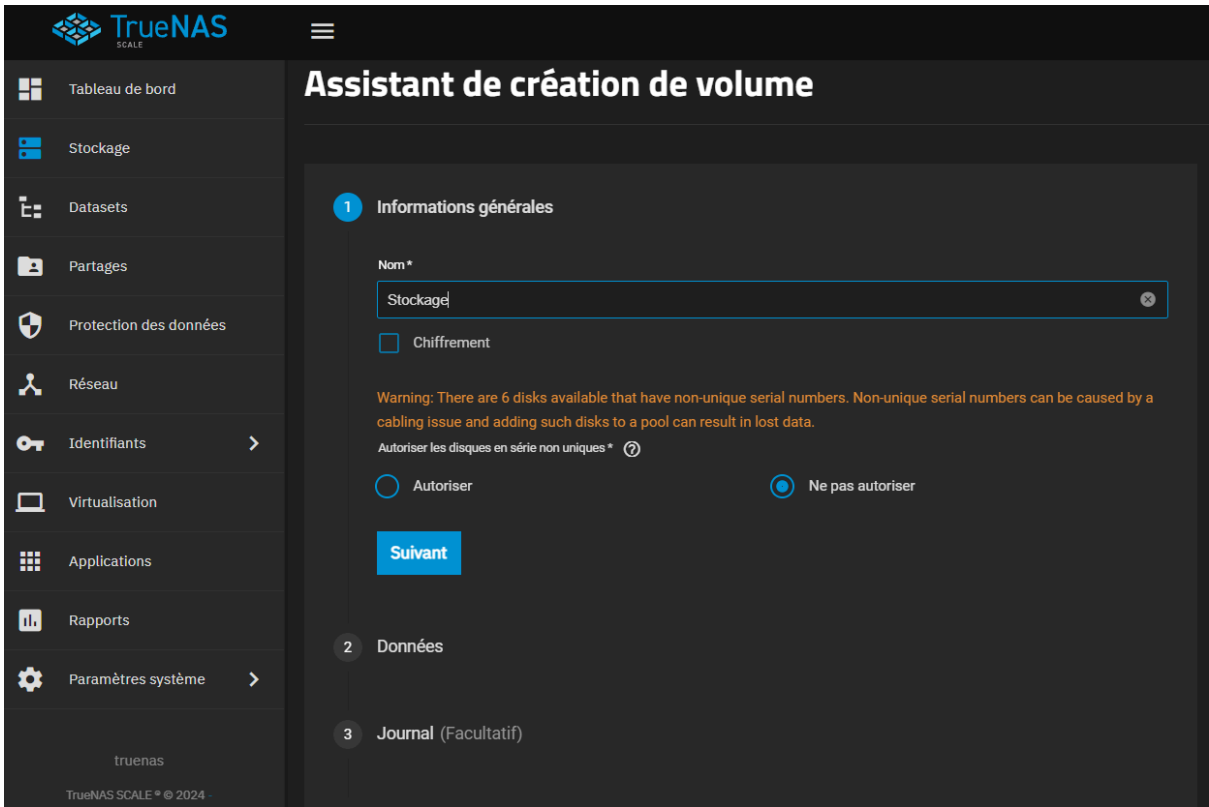 TrueNAS
SCALE
Assistant de création de volume
Tableau de bord
Stockage
Datasets
Partages
Protection des données
Réseau
Identifiants
Virtualisation
Applications
Rapports
Paramètres système
truenas
TrueNAS SCALE ® © 2024 -
1 Informations générales
Nom *
Stockage
Chiffrement
Warning: There are 6 disks available that have non-unique serial numbers. Non-unique serial numbers can be caused by a
cabling issue and adding such disks to a pool can result in lost data.
Autoriser les disques en série non uniques * ?
Autoriser
Ne pas autoriser
Suivant
2 Données
3 Journal (Facultatif)